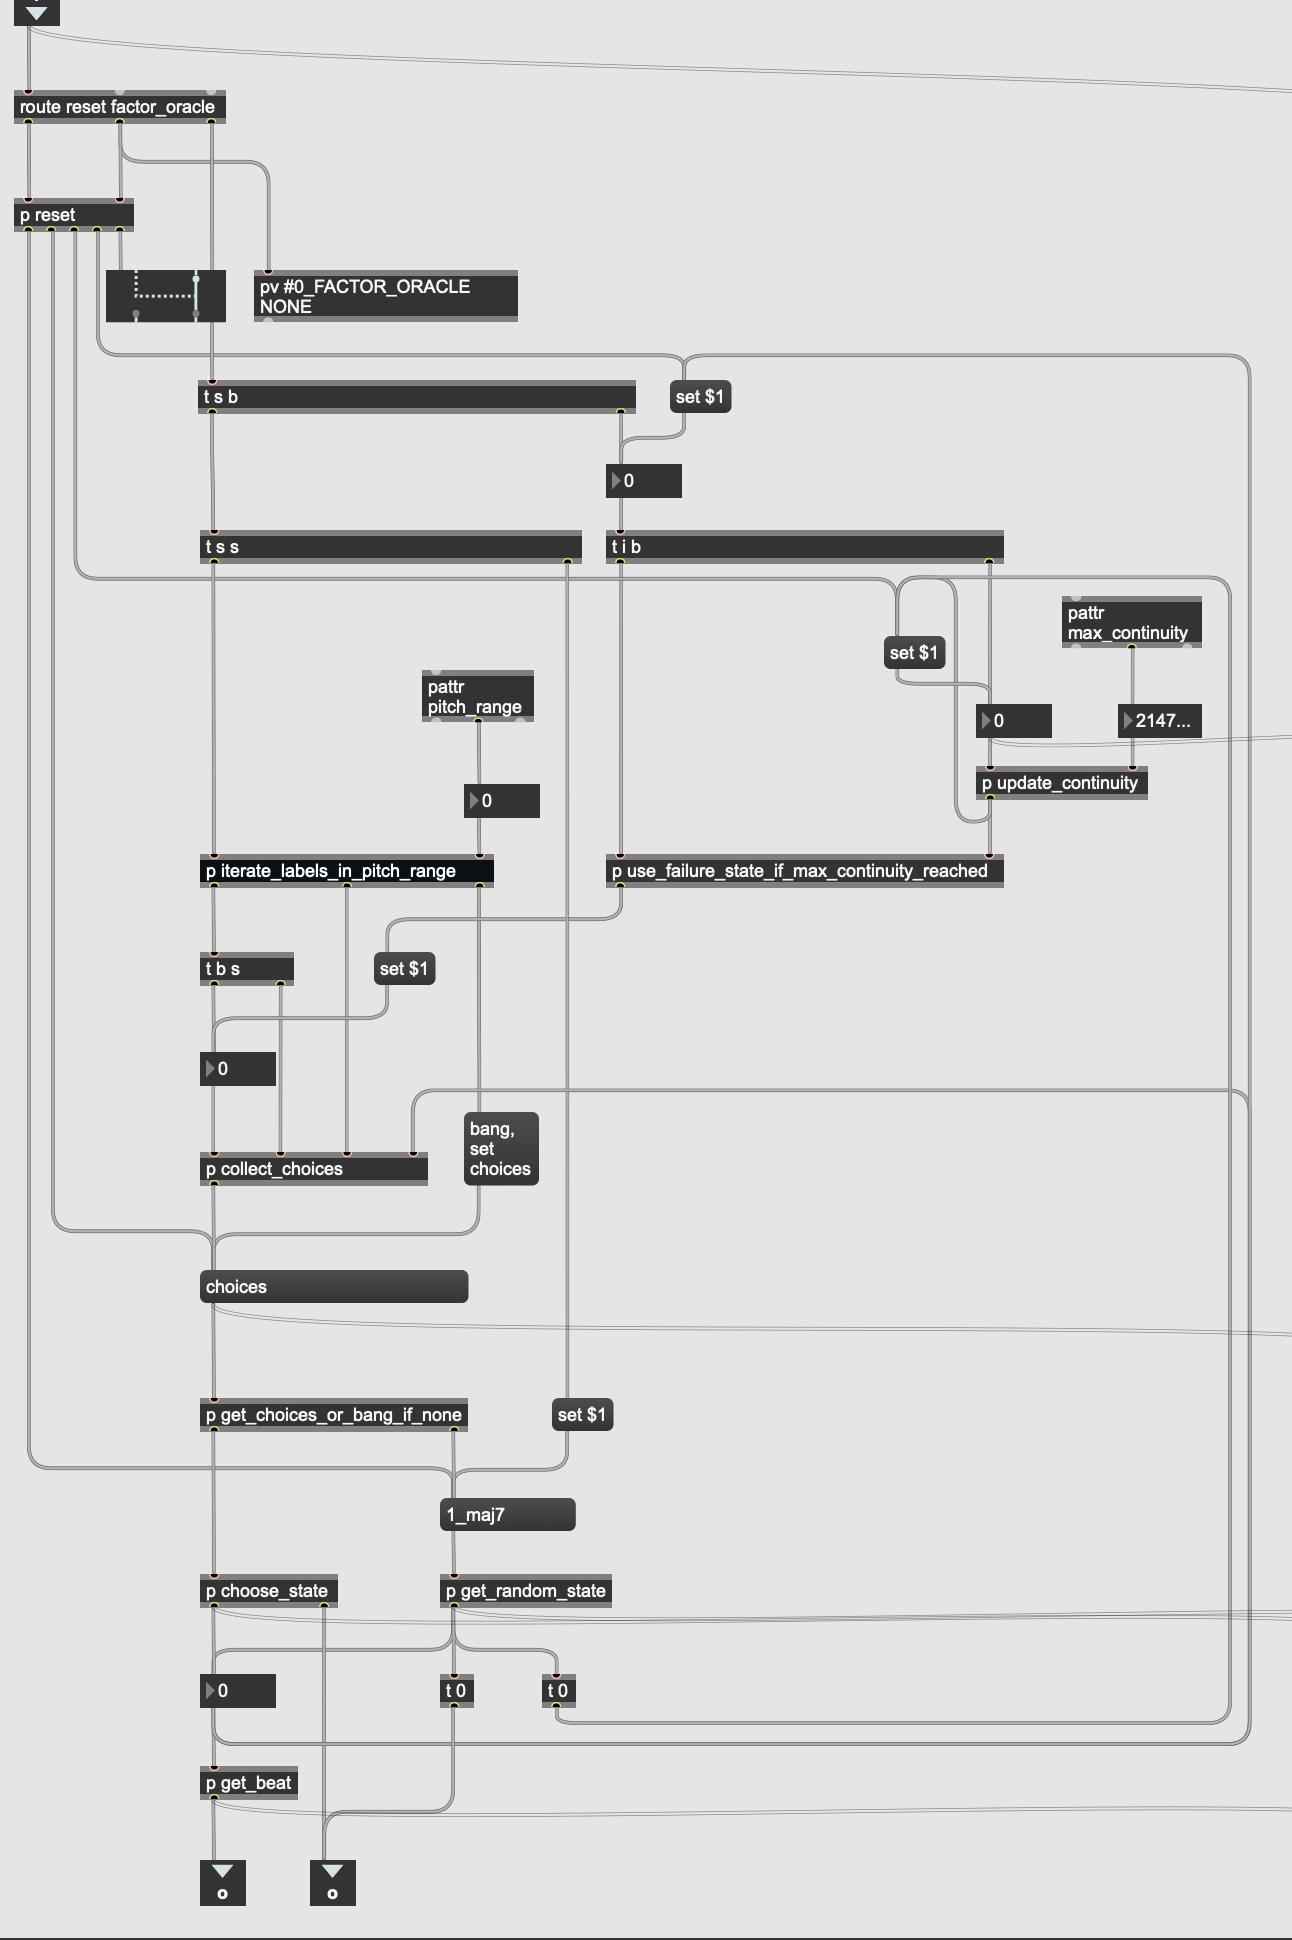 route reset factor_oracle
p reset
pv #0_FACTOR_ORACLE
NONE
t s b
set $1
0
t s s
t i b
pattr
max_continuity
set $1
pattr
pitch_range
0
2147...
p update_continuity
0
p iterate_labels_in_pitch_range
p use_failure_state_if_max_continuity_reached
t b s
set $1
0
bang,
set
choices
p collect_choices
choices
p get_choices_or_bang_if_none
set $1
1_maj7
p choose_state
p get_random_state
0
t 0
t 0
p get_beat
o
o